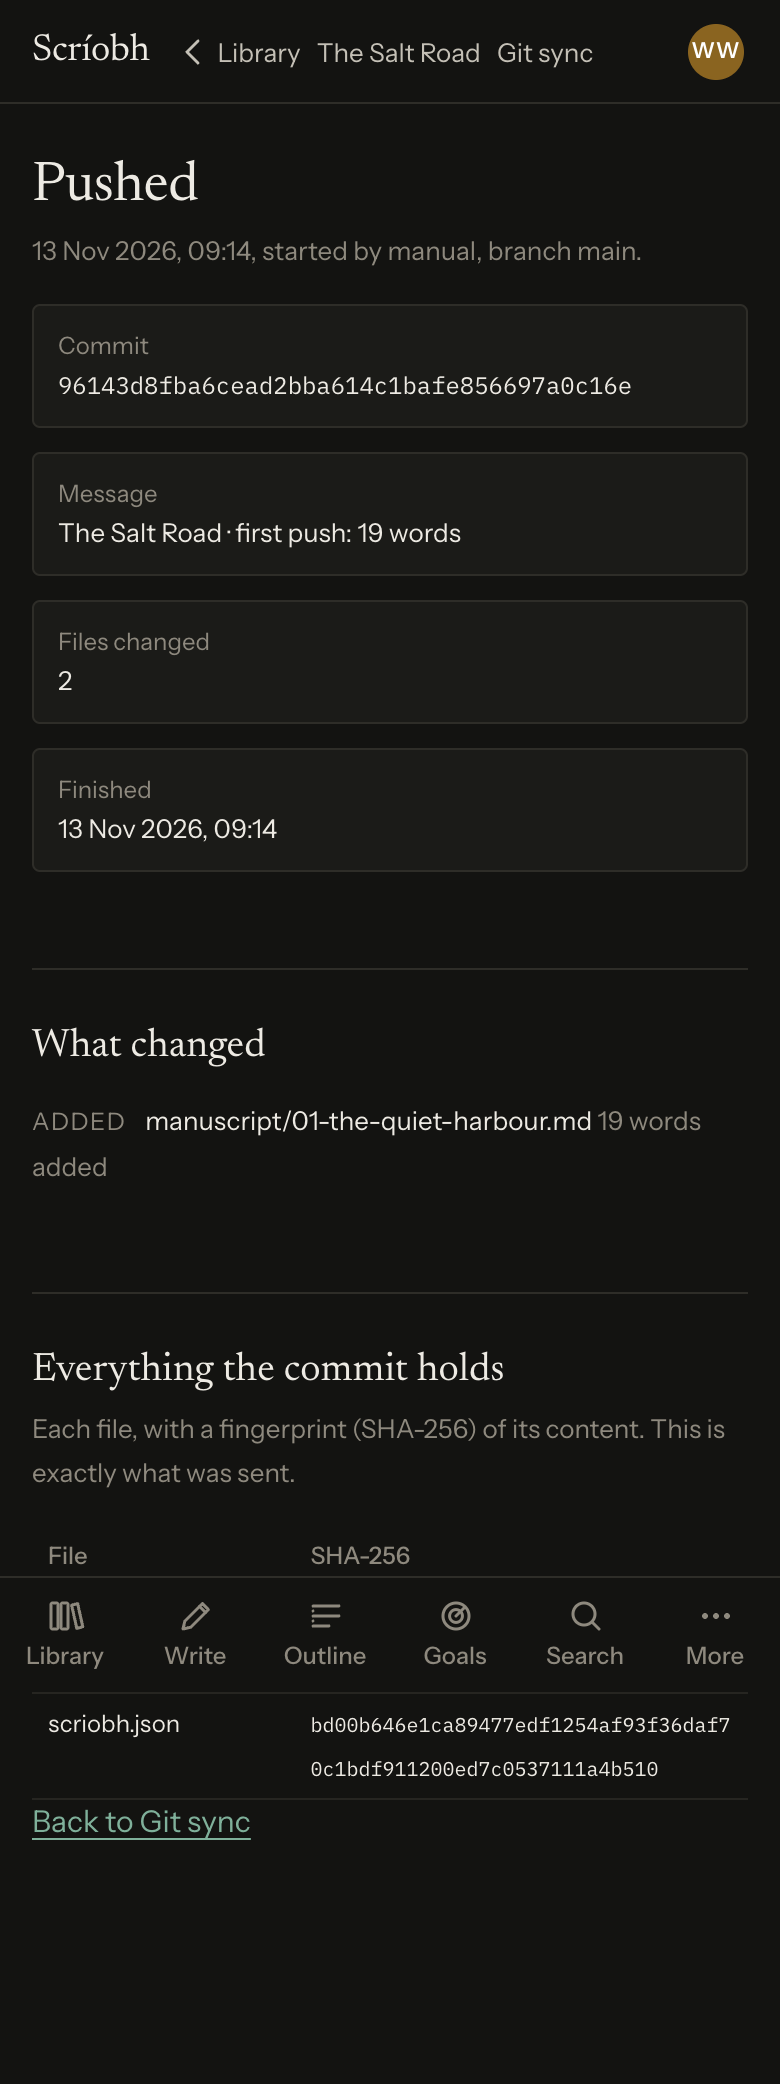 Scríobh
Library The Salt Road Git sync
WW
Pushed
13 Nov 2026, 09:14, started by manual, branch main.
Commit
96143d8fba6cead2bba614c1bafe856697a0c16e
Message
The Salt Road · first push: 19 words
Files changed
2
Finished
13 Nov 2026, 09:14
What changed
ADDED manuscript/01-the-quiet-harbour.md 19 words
added
Everything the commit holds
Each file, with a fingerprint (SHA-256) of its content. This is
exactly what was sent.
File SHA-256
Library Write Outline Goals Search More
scriobh.json bd00b646e1ca89477edf1254af93f36daf7
0c1bdf911200ed7c0537111a4b510
Back to Git sync